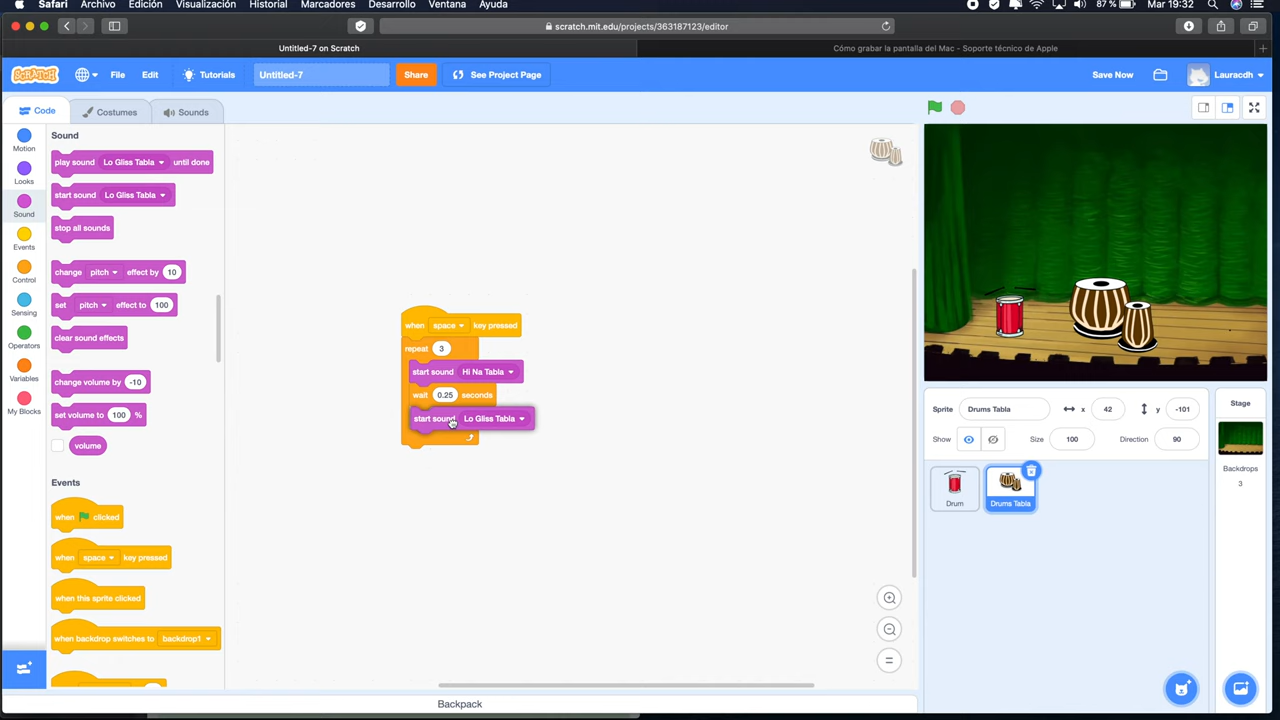 Safari Archivo Edición Visualización Historial Marcadores Desarrollo Ventana Ayuda 87 % Mar 19:32
scratch.mit.edu/projects/363187123/editor
Untitled-7 on Scratch Cómo grabar la pantalla del Mac - Soporte técnico de Apple
SCRATCH File Edit Tutorials Untitled-7 Share See Project Page Save Now Lauracdh
Code Costumes Sounds
Motion
Looks
Sound
Events
Control
Sensing
Operators
Variables
My Blocks
Sound
play sound Lo Gliss Tabla until done
start sound Lo Gliss Tabla
stop all sounds
change pitch effect by 10
set pitch effect to 100
clear sound effects
change volume by -10
set volume to 100 %
volume
Events
when clicked
when space key pressed
when this sprite clicked
when backdrop switches to backdrop1
when space key pressed
repeat 3
start sound Hi Na Tabla
wait 0.25 seconds
start sound Lo Gliss Tabla
Sprite Drums Tabla x 42 y -101
Show Size 100 Direction 90
Drum
Drums Tabla
Stage
Backdrops
3
Backpack